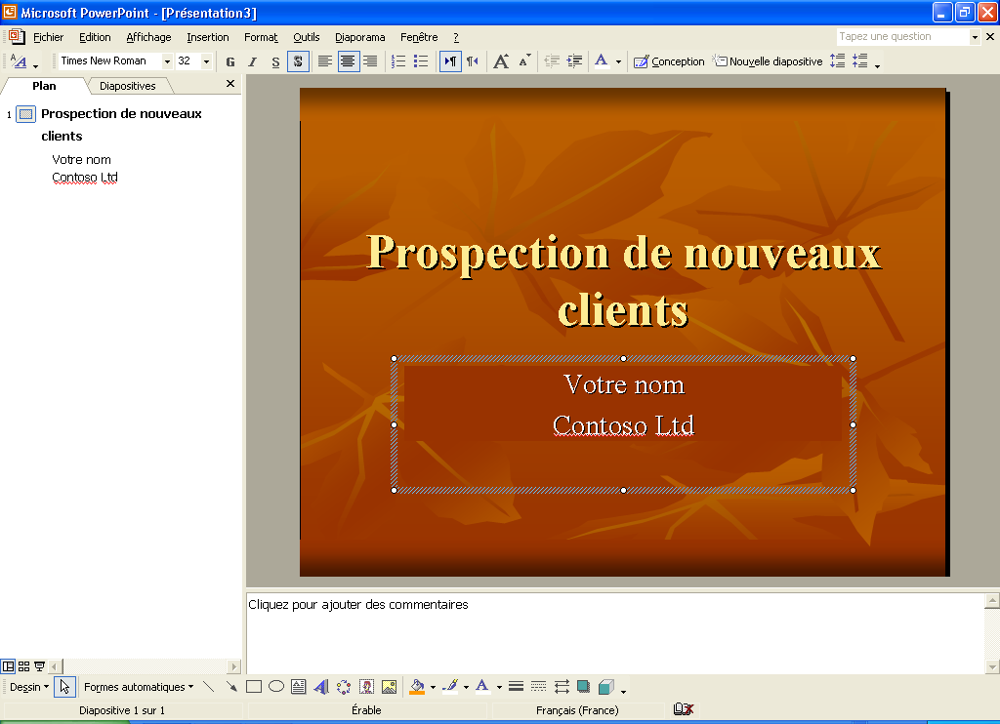 Microsoft PowerPoint - [Présentation3]
Fichier Edition Affichage Insertion Format Outils Diaporama Fenêtre ? Tapez une question
Times New Roman 32 G I S S Conception Nouvelle diapositive
Plan Diapositives
1 Prospection de nouveaux
clients
Votre nom
Contoso Ltd
Prospection de nouveaux
clients
Votre nom
Contoso Ltd
Cliquez pour ajouter des commentaires
Dessin Formes automatiques
Diapositive 1 sur 1 Érable Français (France)